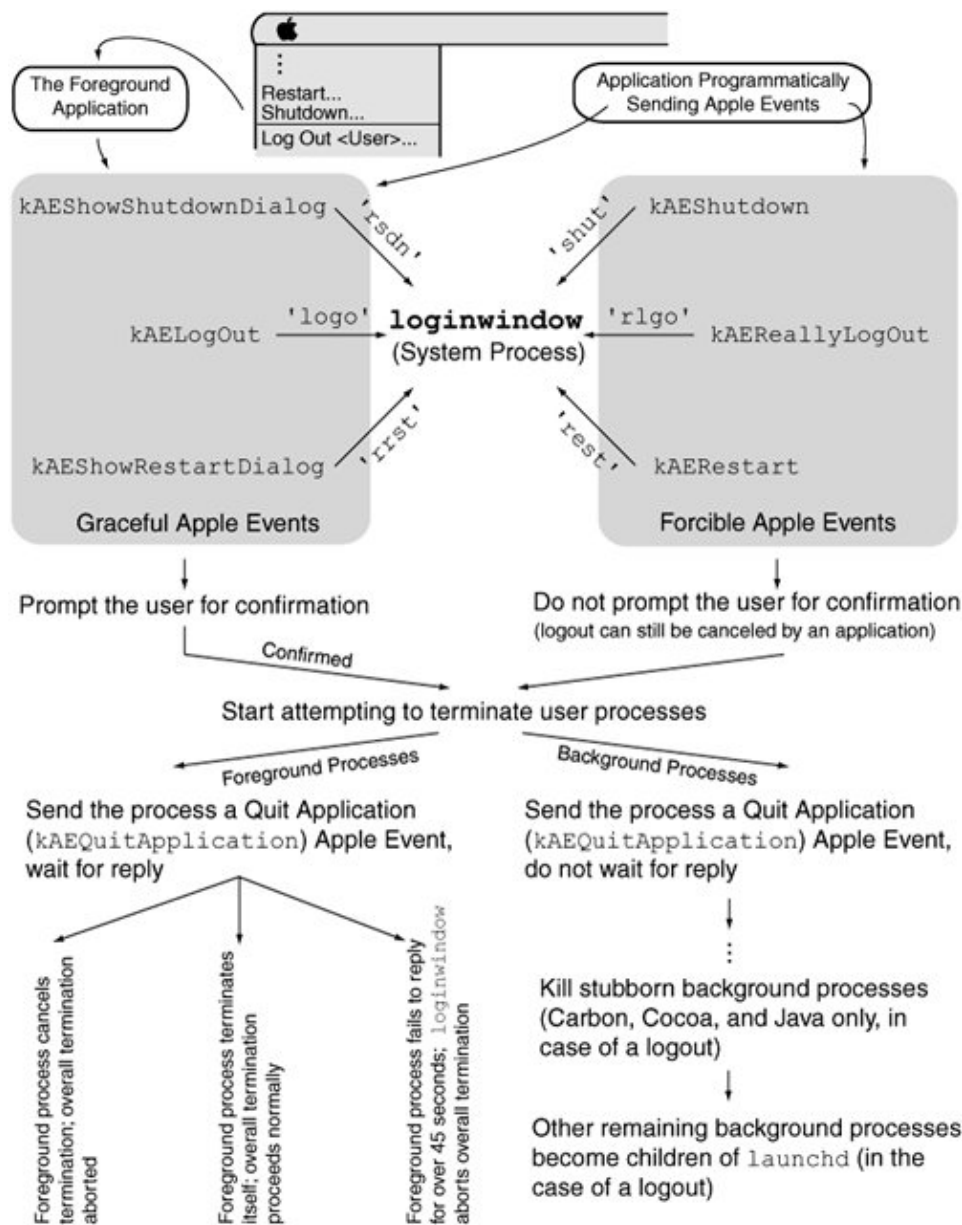 The Foreground
Application
⋮
Restart...
Shutdown...
Log Out <User>...
Application Programmatically
Sending Apple Events
kAEShowShutdownDialog
'rsdn'
'shut'
kAEShutdown
kAELogOut
'logo'
loginwindow
(System Process)
'rlgo'
kAEReallyLogOut
kAEShowRestartDialog
'rrst'
'rest'
kAERestart
Graceful Apple Events
Forcible Apple Events
Prompt the user for confirmation
Do not prompt the user for confirmation
(logout can still be canceled by an application)
Confirmed
Start attempting to terminate user processes
Foreground Processes
Background Processes
Send the process a Quit Application
(kAEQuitApplication) Apple Event,
wait for reply
Send the process a Quit Application
(kAEQuitApplication) Apple Event,
do not wait for reply
Foreground process cancels
termination; overall termination
aborted
Foreground process terminates
itself; overall termination
proceeds normally
Foreground process fails to reply
for over 45 seconds; loginwindow
aborts overall termination
⋮
Kill stubborn background processes
(Carbon, Cocoa, and Java only, in
case of a logout)
Other remaining background processes
become children of launchd (in the
case of a logout)